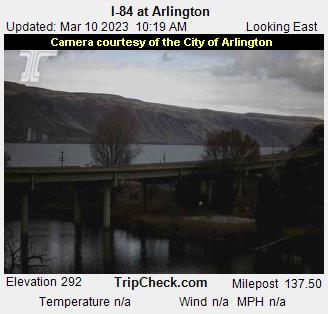 I-84 at Arlington
Updated: Mar 10 2023 10:19 AM Looking East
Camera courtesy of the City of Arlington
Elevation 292 TripCheck.com Milepost 137.50
Temperature n/a Wind n/a MPH n/a